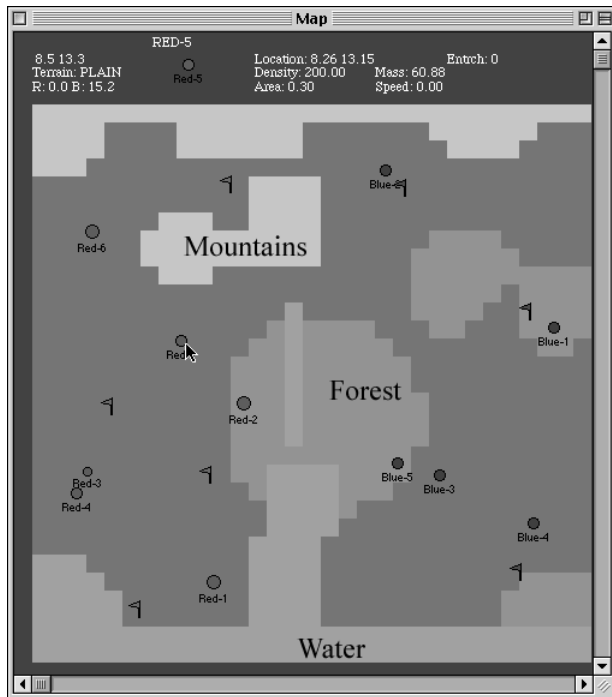 Map
RED-5
8.5 13.3
Terrain: PLAIN
R: 0.0 B: 15.2
Red-5
Location: 8.26 13.15
Density: 200.00
Area: 0.30
Mass: 60.88
Speed: 0.00
Entrch: 0
Blue-2
Red-6
Mountains
Blue-1
Red
Forest
Red-2
Red-3
Red-4
Blue-5
Blue-3
Blue-4
Red-1
Water